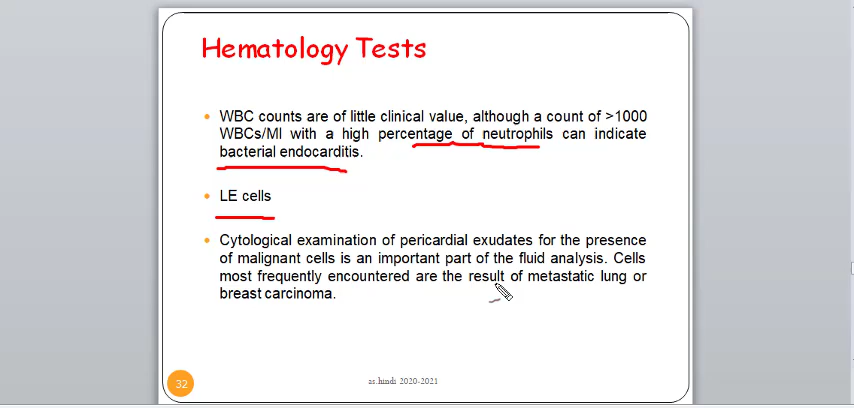 Hematology Tests
WBC counts are of little clinical value, although a count of >1000
WBCs/Ml with a high percentage of neutrophils can indicate
bacterial endocarditis.
LE cells
Cytological examination of pericardial exudates for the presence
of malignant cells is an important part of the fluid analysis. Cells
most frequently encountered are the result of metastatic lung or
breast carcinoma.
32
as.hindi 2020-2021